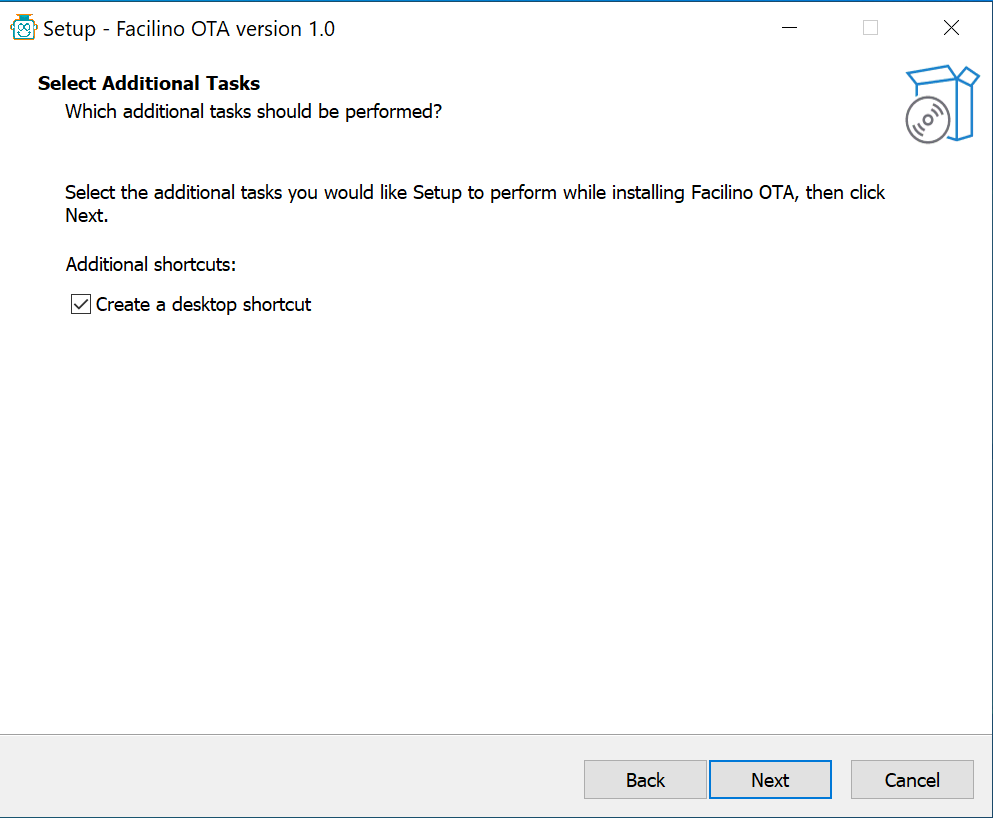 Setup - Facilino OTA version 1.0
Select Additional Tasks
Which additional tasks should be performed?
Select the additional tasks you would like Setup to perform while installing Facilino OTA, then click
Next.
Additional shortcuts:
Create a desktop shortcut
Back
Next
Cancel